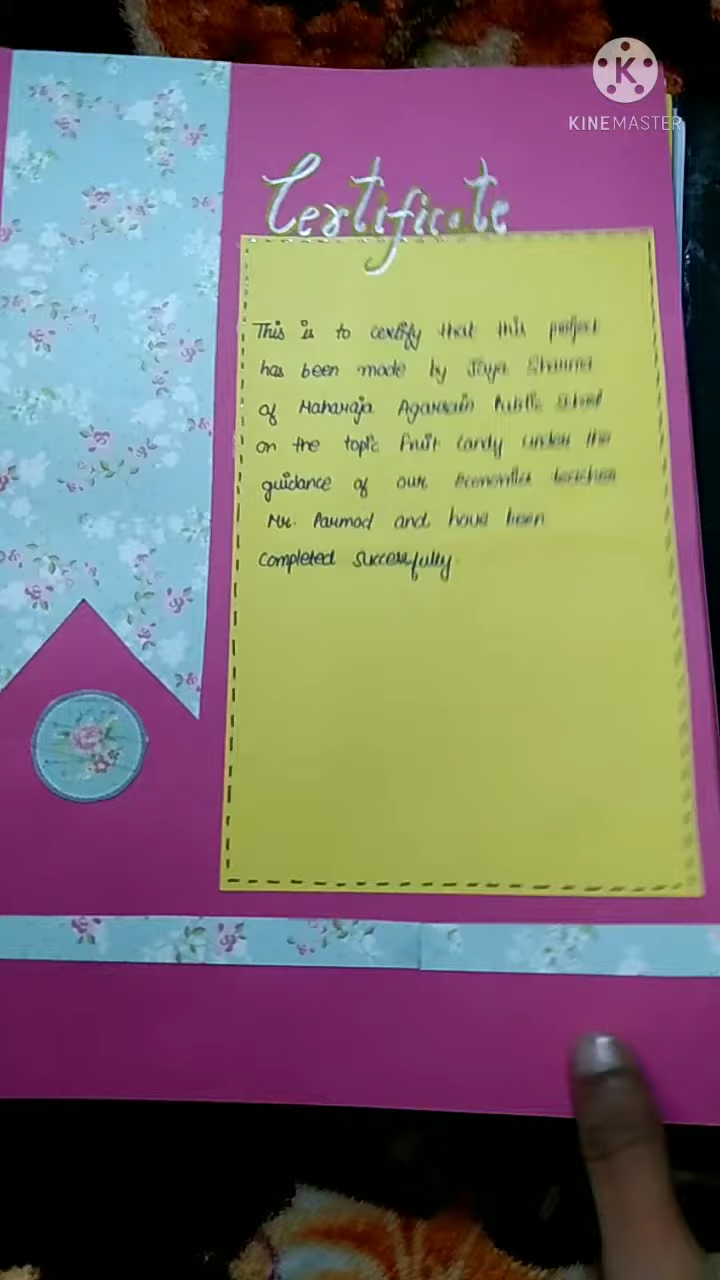 KINEMASTER
Certificate
This is to certify that this project
has been made by Jaya Sharma
of Maharaja Agarsain Public School
on the topic Fruit Candy under the
guidance of our economics teacher
Mr. Parmod and have been
completed successfully.